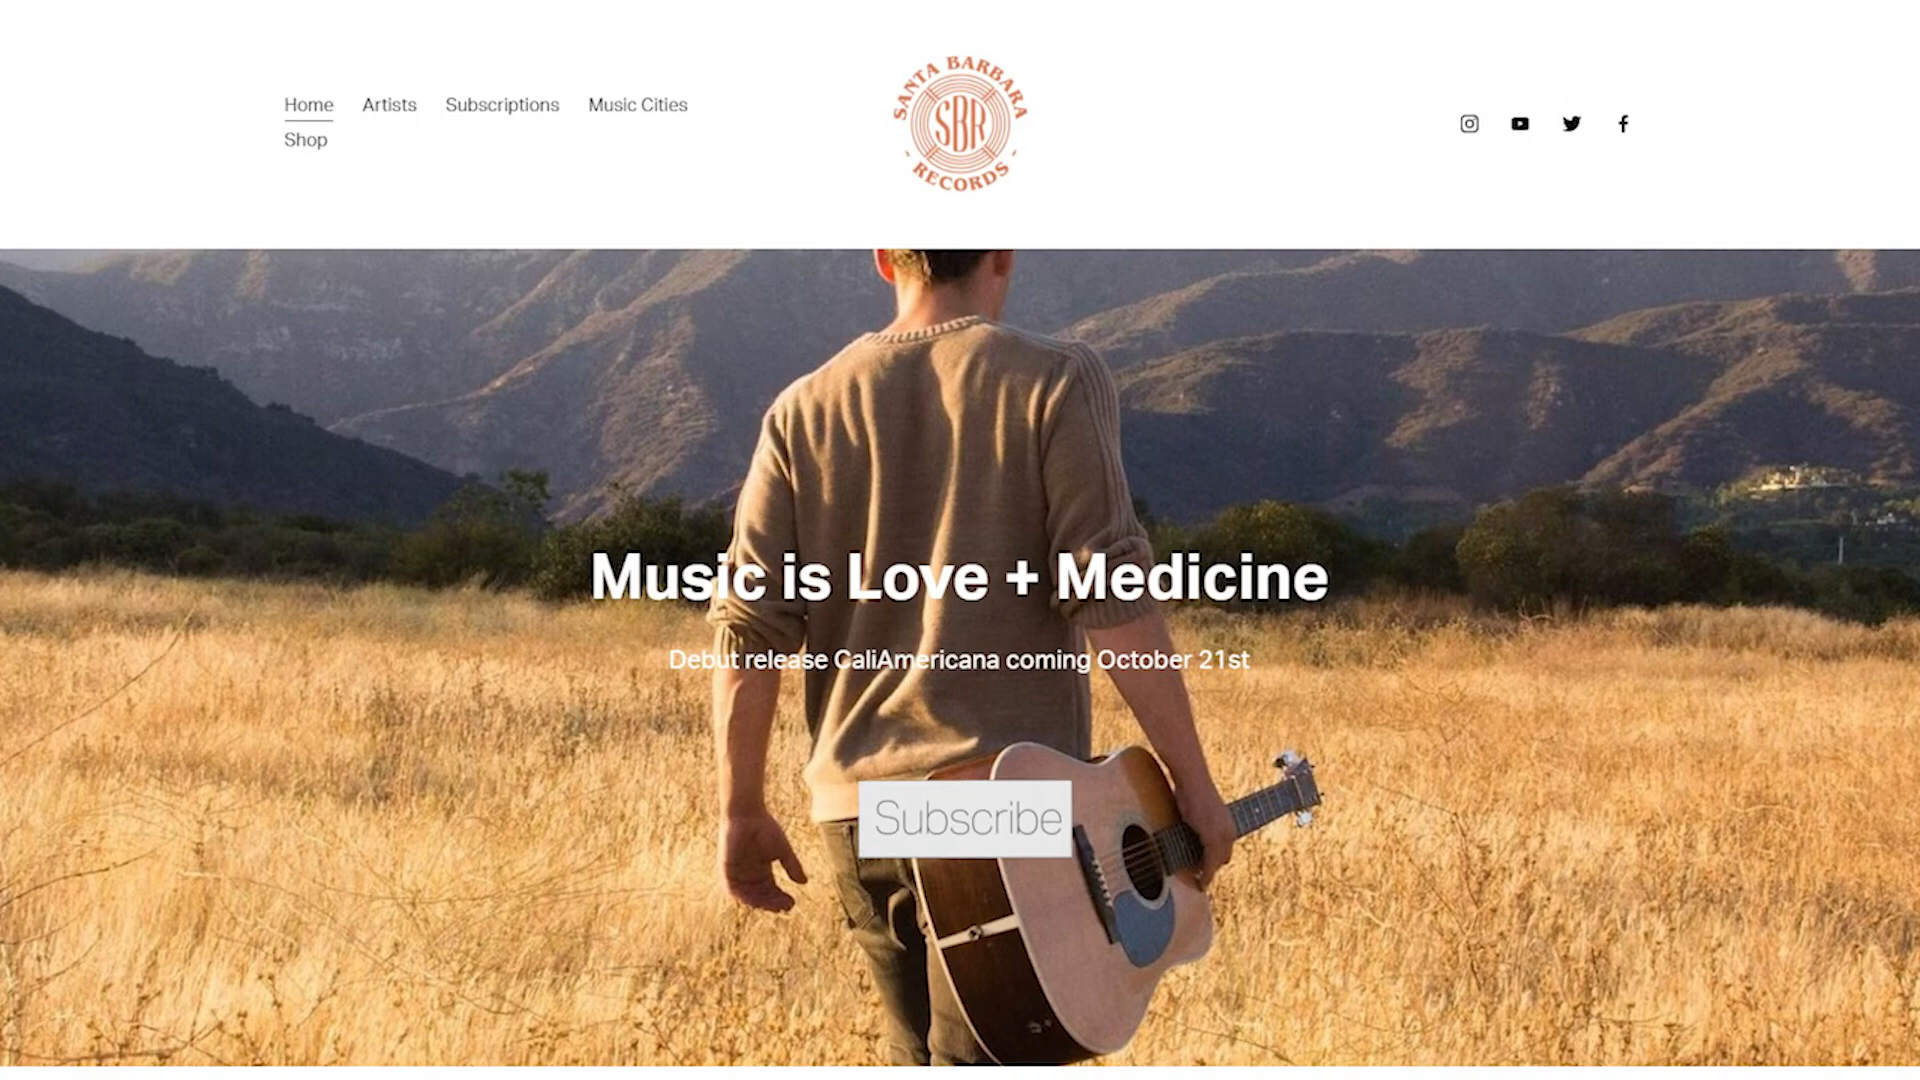 Home Artists Subscriptions Music Cities
Shop
SANTA BARBARA
SBR
- RECORDS -
Music is Love + Medicine
Debut release CaliAmericana coming October 21st
Subscribe